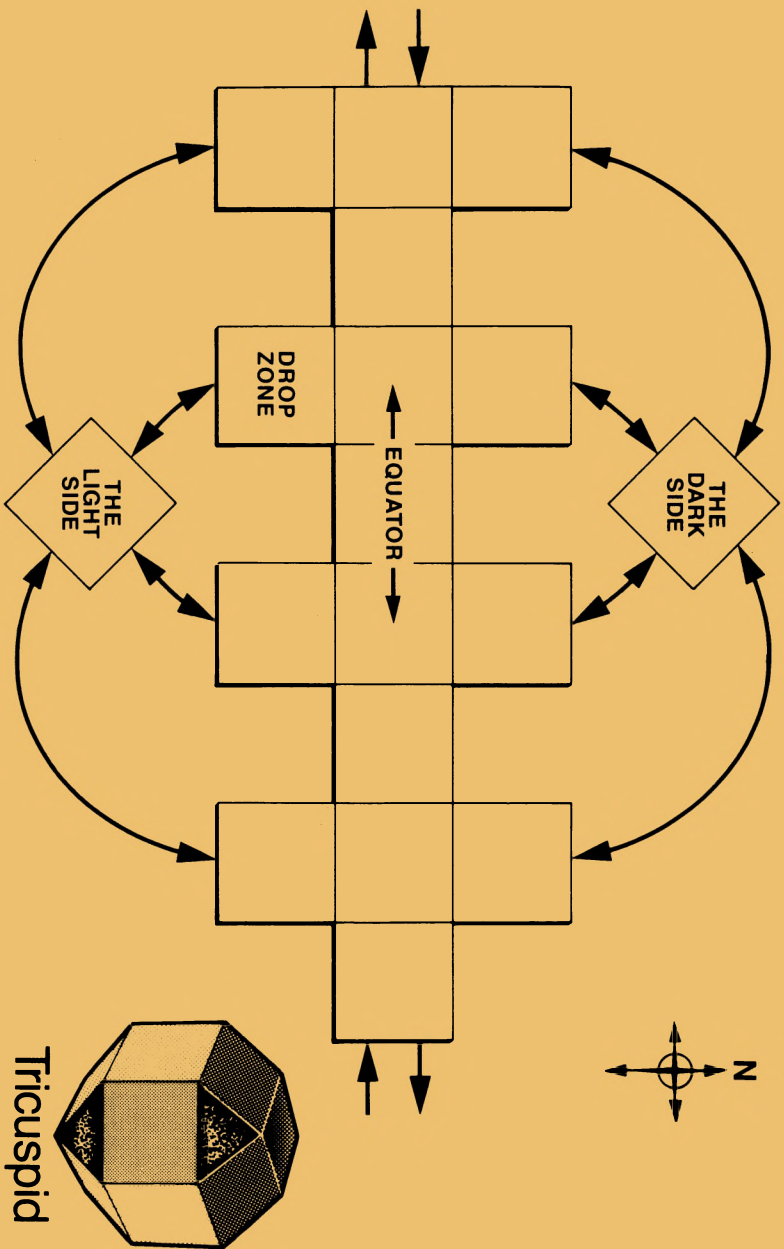 THE
DARK
SIDE
N
EQUATOR
DROP
ZONE
THE
LIGHT
SIDE
Tricuspid